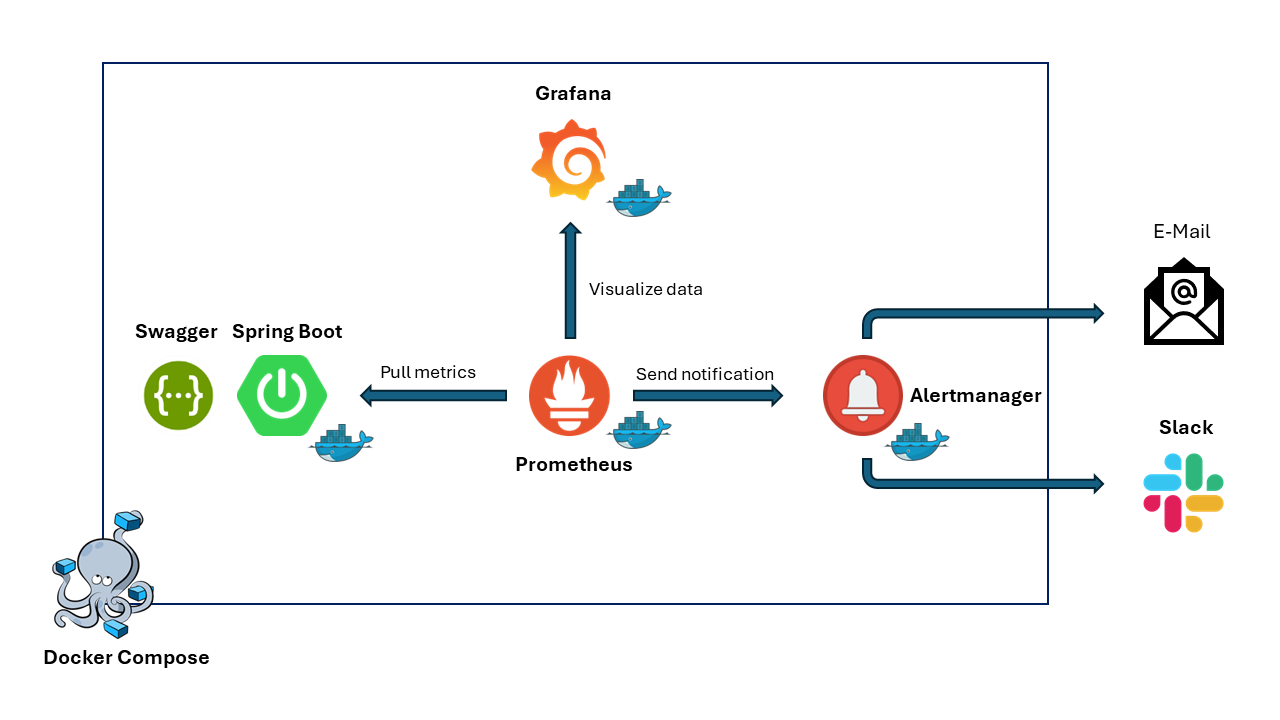 Grafana
E-Mail
Visualize data
Swagger
Spring Boot
Pull metrics
Send notification
Alertmanager
Slack
Prometheus
Docker Compose